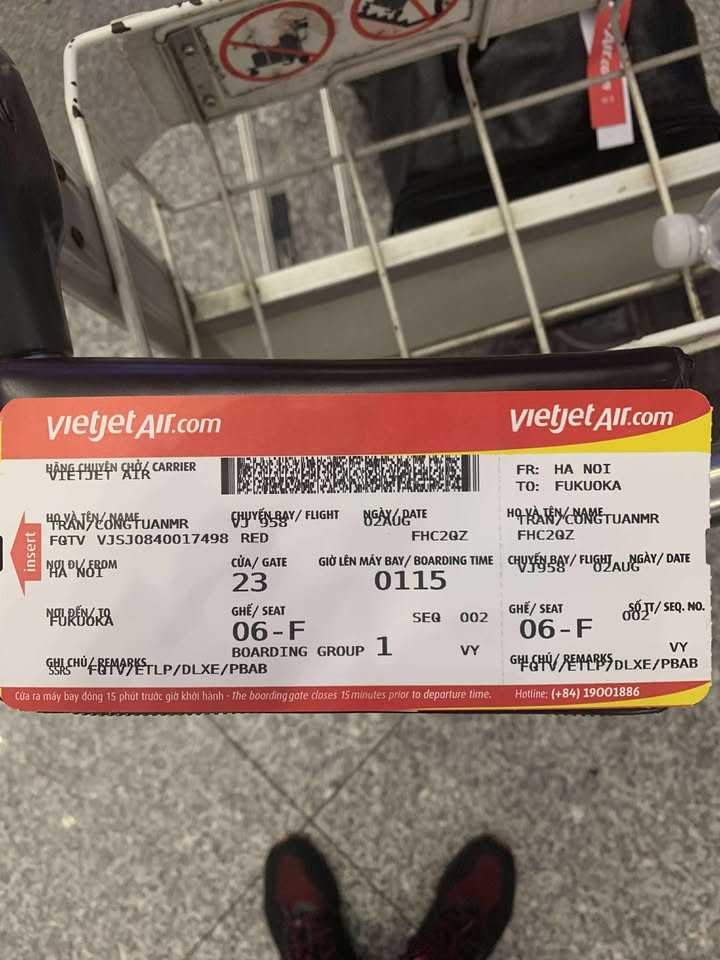 vietjetAir.com
HÃNG CHUYÊN CHỞ/ CARRIER
VIETJET AIR
HỌ VÀ TÊN/ NAME
TRAN/CONGTUANMR
CHUYẾN BAY/ FLIGHT
VJ 958
NGÀY/ DATE
02AUG
FQTV VJSJ0840017498 RED
FHC2QZ
insert
NƠI ĐI/ FROM
HA NOI
CỬA/ GATE
23
GIỜ LÊN MÁY BAY/ BOARDING TIME
0115
NƠI ĐẾN/ TO
FUKUOKA
GHẾ/ SEAT
06-F
SEQ 002
BOARDING GROUP 1
VY
GHI CHÚ/ REMARKS
SSRS FQTV/ETLP/DLXE/PBAB
Cửa ra máy bay đóng 15 phút trước giờ khởi hành - The boarding gate closes 15 minutes prior to departure time.
vietjetAir.com
FR: HA NOI
TO: FUKUOKA
HỌ VÀ TÊN/ NAME
TRAN/CONGTUANMR
FHC2QZ
CHUYẾN BAY/ FLIGHT
VJ958
NGÀY/ DATE
02AUG
GHẾ/ SEAT
06-F
SỐ TT/ SEQ. NO.
002
VY
GHI CHÚ/ REMARKS
FQTV/ETLP/DLXE/PBAB
Hotline: (+84) 19001886